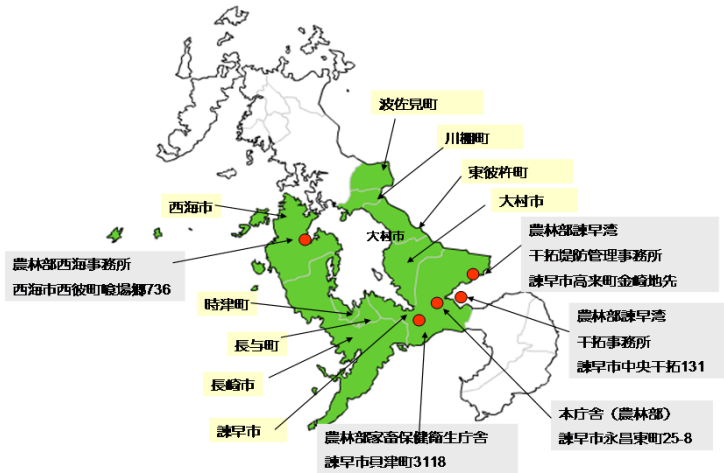 波佐見町
川棚町
東彼杵町
大村市
西海市
大村市
農林部諫早湾
干拓堤防管理事務所
諫早市高来町金崎地先
農林部西海事務所
西海市西彼町喰場郷736
時津町
農林部諫早湾
干拓事務所
諫早市中央干拓131
長与町
長崎市
本庁舎（農林部）
諫早市永昌東町25-8
諫早市
農林部家畜保健衛生庁舎
諫早市貝津町3118